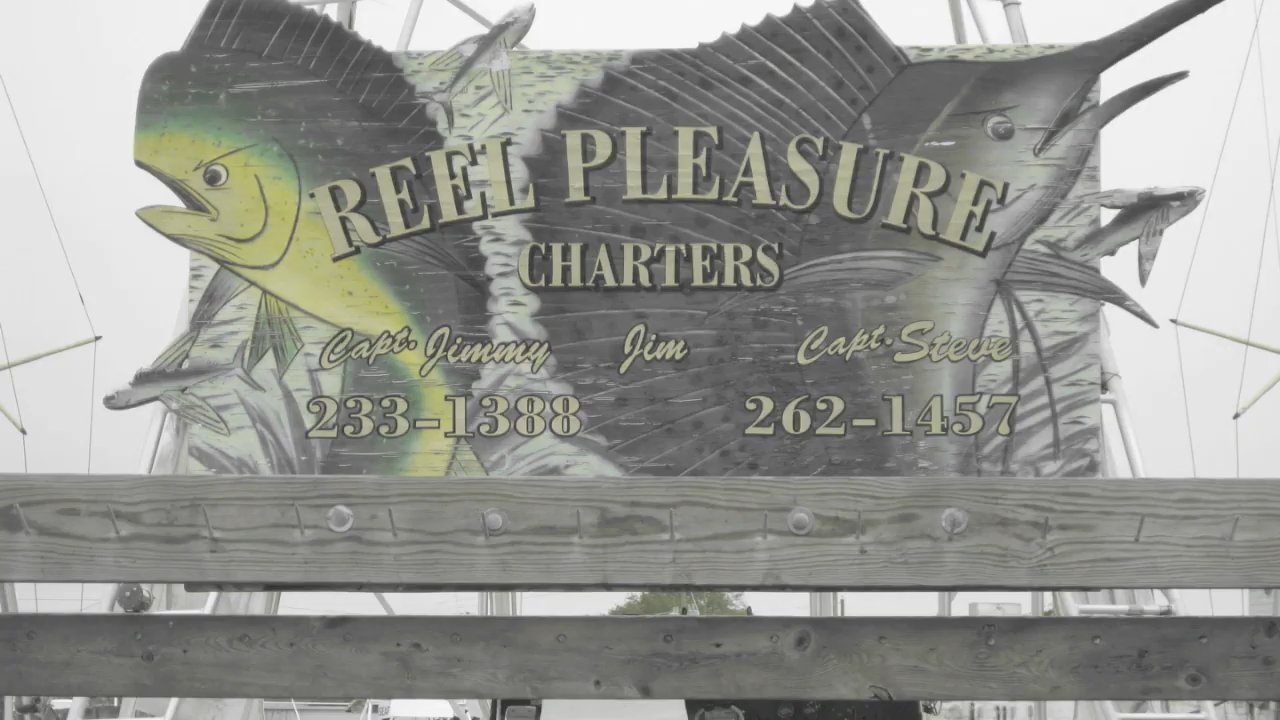 REEL PLEASURE
CHARTERS
Capt. Jimmy Jim Capt. Steve
233-1388 262-1457